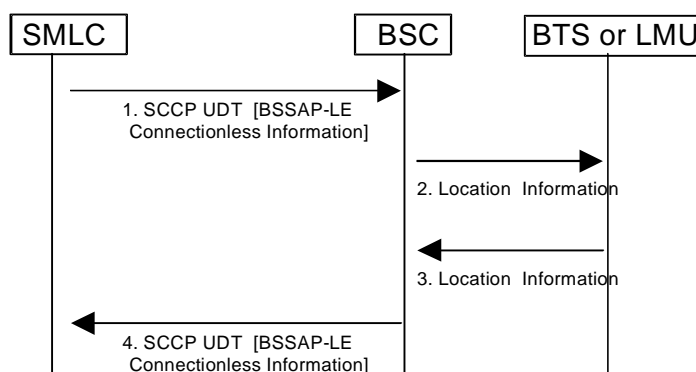 SMLC
BSC
BTS or LMU
1. SCCP UDT [BSSAP-LE
Connectionless Information]
2. Location Information
3. Location Information
4. SCCP UDT [BSSAP-LE
Connectionless Information]